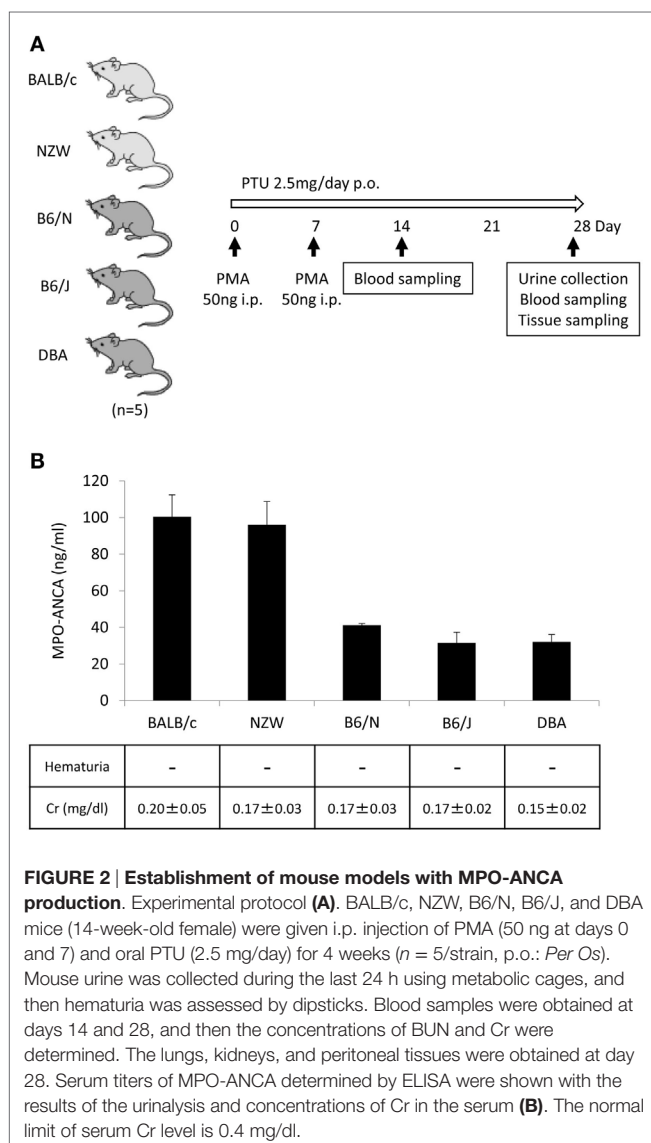 A
BALB/c
NZW
B6/N
B6/J
DBA
(n=5)
PTU 2.5mg/day p.o.
0 7 14 21 28 Day
PMA
50ng i.p.
PMA
50ng i.p.
Blood sampling
Urine collection
Blood sampling
Tissue sampling
B
MPO-ANCA (ng/ml)
120
100
80
60
40
20
0
BALB/c NZW B6/N B6/J DBA
Hematuria - - - - -
Cr (mg/dl) 0.20±0.05 0.17±0.03 0.17±0.03 0.17±0.02 0.15±0.02
FIGURE 2 | Establishment of mouse models with MPO-ANCA
production. Experimental protocol (A). BALB/c, NZW, B6/N, B6/J, and DBA
mice (14-week-old female) were given i.p. injection of PMA (50 ng at days 0
and 7) and oral PTU (2.5 mg/day) for 4 weeks (n = 5/strain, p.o.: Per Os).
Mouse urine was collected during the last 24 h using metabolic cages, and
then hematuria was assessed by dipsticks. Blood samples were obtained at
days 14 and 28, and then the concentrations of BUN and Cr were
determined. The lungs, kidneys, and peritoneal tissues were obtained at day
28. Serum titers of MPO-ANCA determined by ELISA were shown with the
results of the urinalysis and concentrations of Cr in the serum (B). The normal
limit of serum Cr level is 0.4 mg/dl.